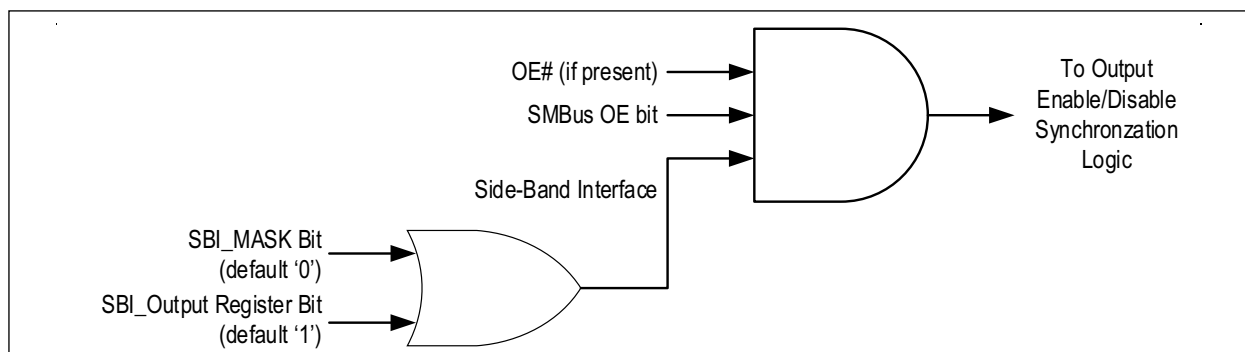 OE# (if present)
SMBus OE bit
Side-Band Interface
SBI_MASK Bit
(default ‘0’)
SBI_Output Register Bit
(default ‘1’)
To Output
Enable/Disable
Synchronzation
Logic